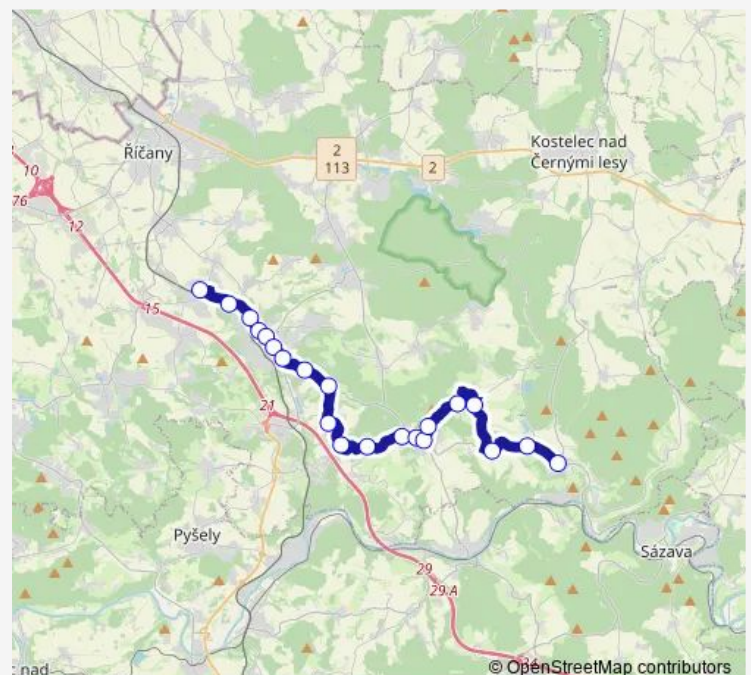 Říčany
2
113
2
Kostelec nad
Černými lesy
10
76
12
15
21
Pyšely
29
29.A
Sázava
nad
© OpenStreetMap contributors